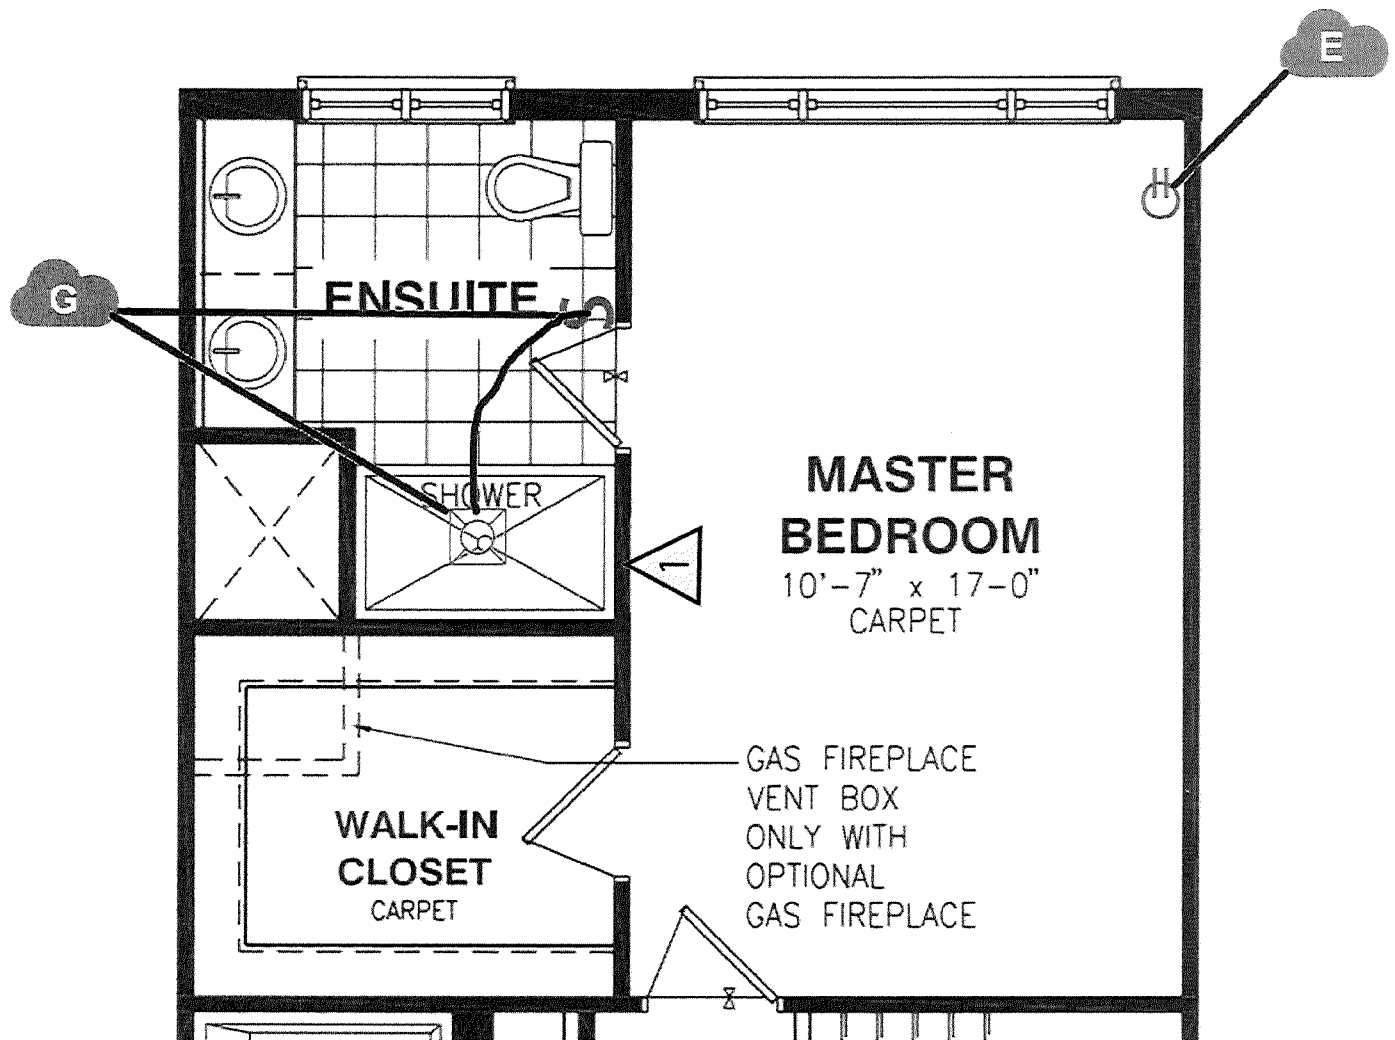 E
G
ENSUITE
SHOWER
MASTER
BEDROOM
10'-7" x 17-0"
CARPET
1
GAS FIREPLACE
VENT BOX
ONLY WITH
OPTIONAL
GAS FIREPLACE
WALK-IN
CLOSET
CARPET